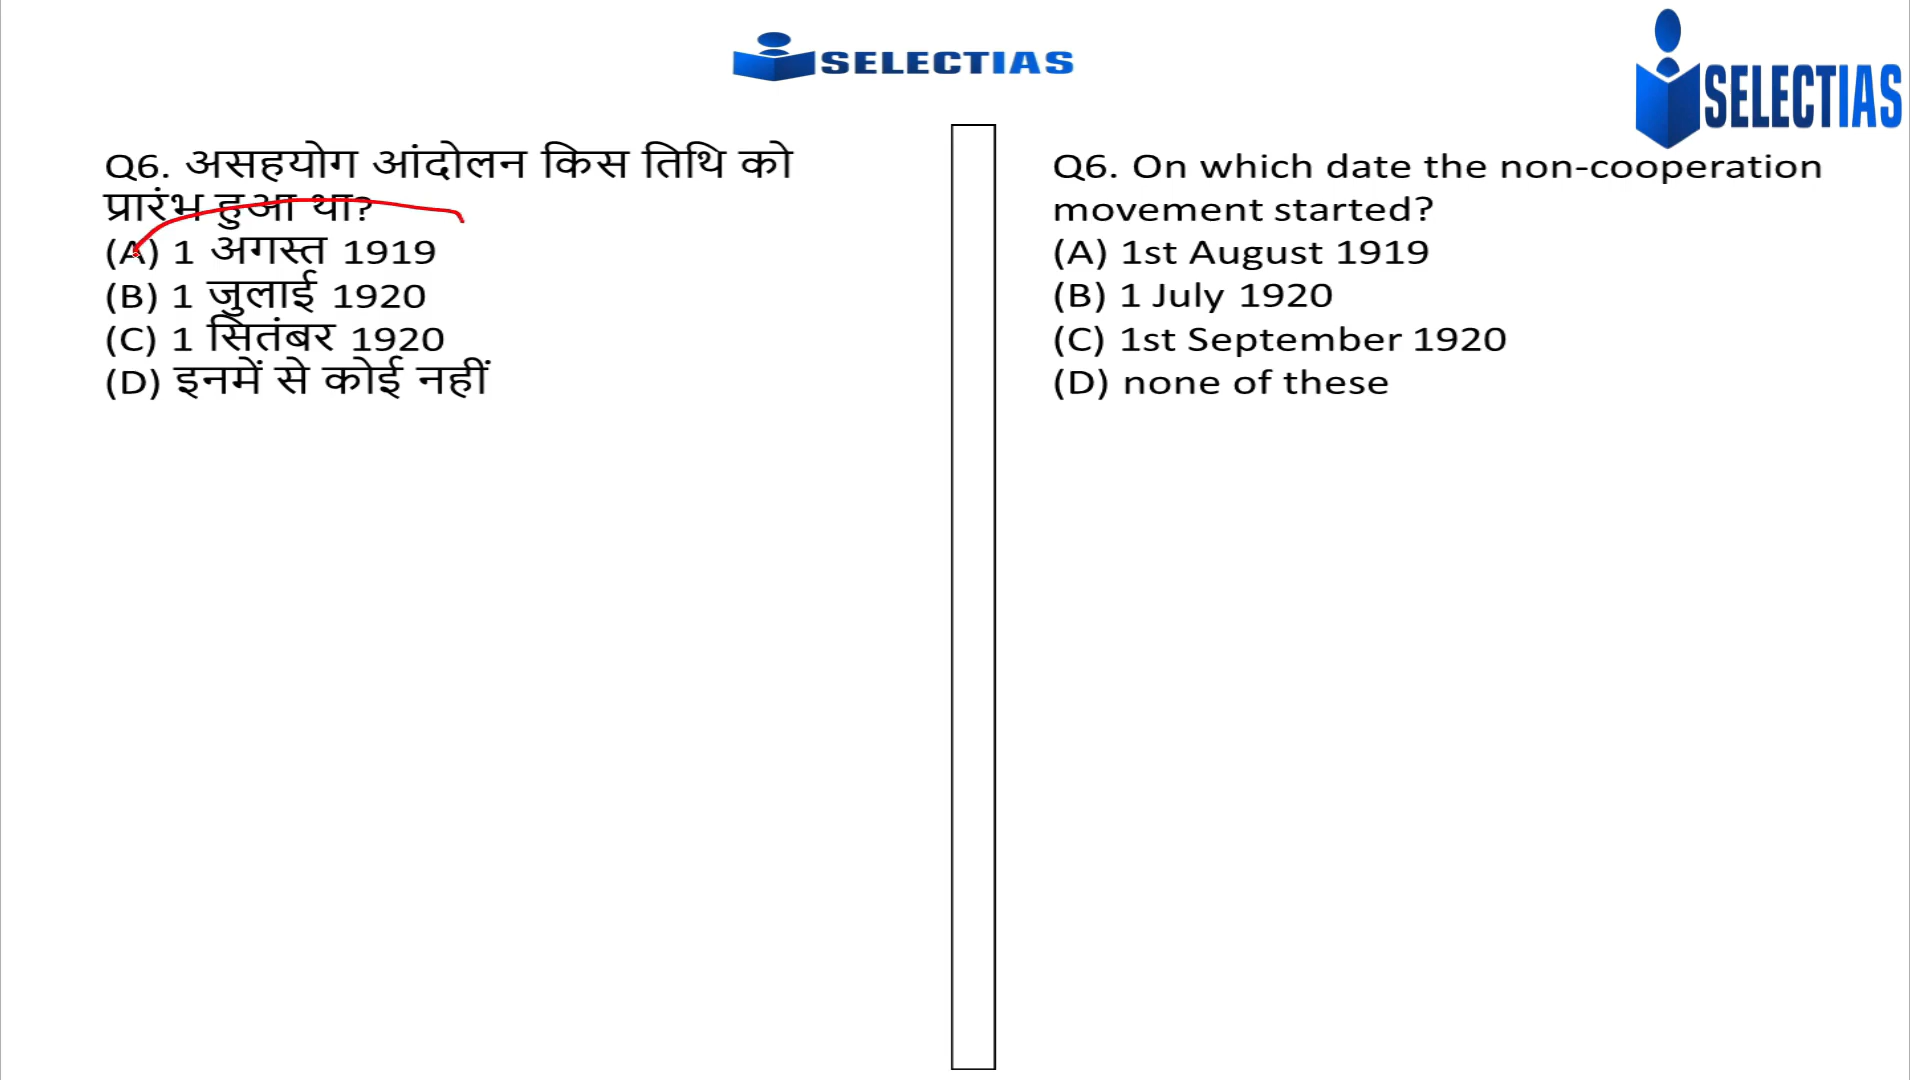 SELECTIAS
SELECTIAS
Q6. असहयोग आंदोलन किस तिथि को
प्रारंभ हुआ था?
(A) 1 अगस्त 1919
(B) 1 जुलाई 1920
(C) 1 सितंबर 1920
(D) इनमें से कोई नहीं
Q6. On which date the non-cooperation
movement started?
(A) 1st August 1919
(B) 1 July 1920
(C) 1st September 1920
(D) none of these